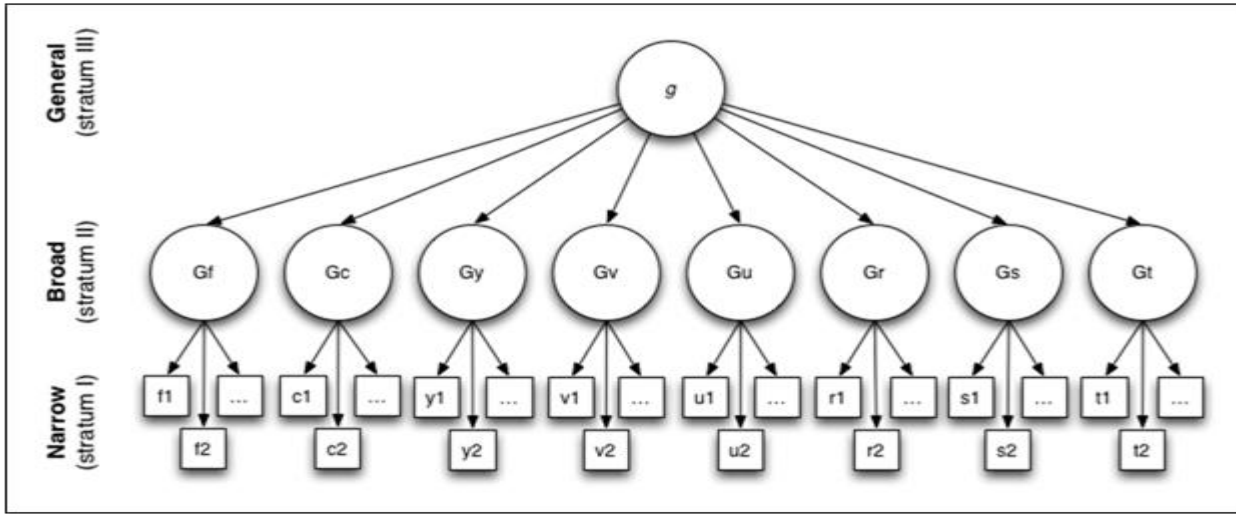 General
(stratum III)
g
Broad
(stratum II)
Gf Gc Gy Gv Gu Gr Gs Gt
Narrow
(stratum I)
f1 ... c1 ... y1 ... v1 ... u1 ... r1 ... s1 ... t1 ...
f2 c2 y2 v2 u2 r2 s2 t2